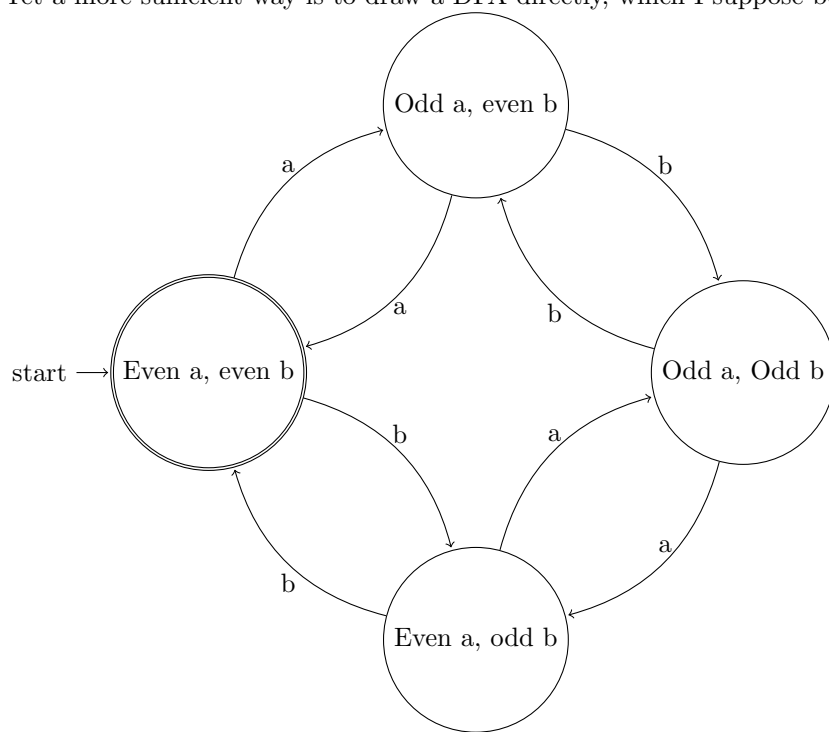 Yet a more sufficient way is to draw a DFA directly, which I suppose
Odd a, even b
a
b
a
b
start
Even a, even b
Odd a, Odd b
b
a
b
a
Even a, odd b